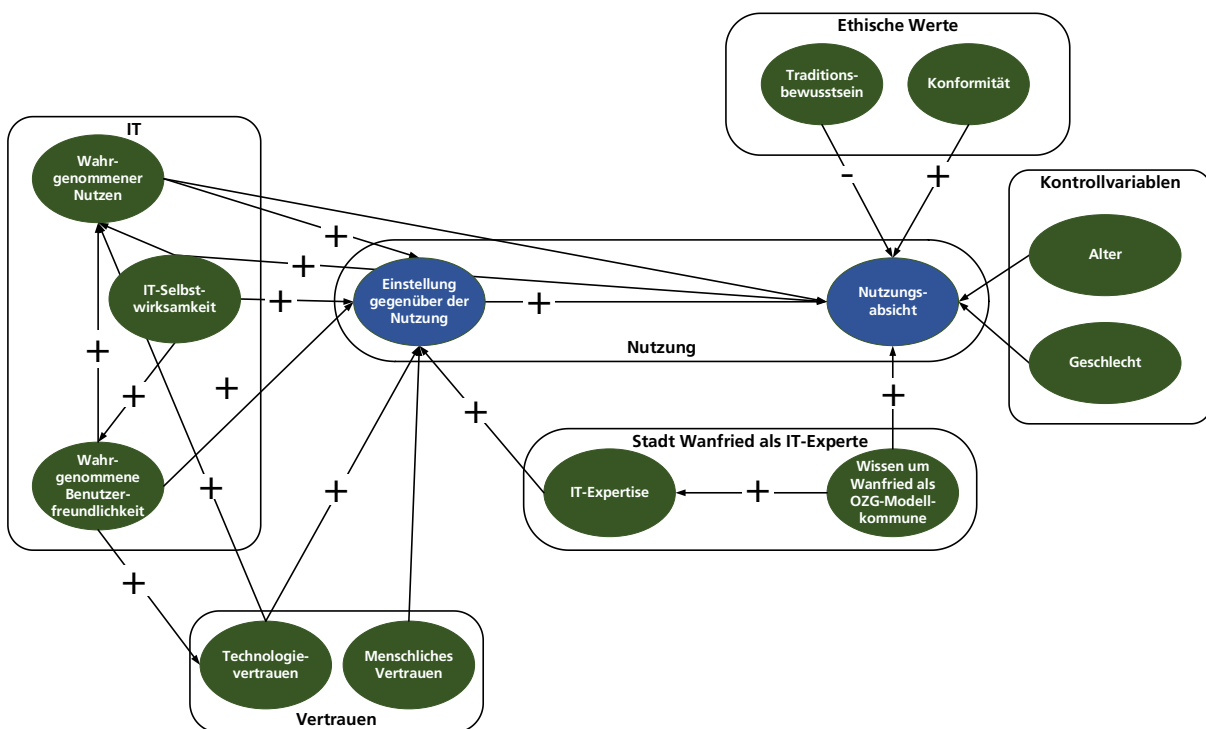 Ethische Werte
Traditions-
bewusstsein
Konformität
-
+
IT
Wahr-
genommener
Nutzen
IT-Selbst-
wirksamkeit
Wahr-
genommene
Benutzer-
freundlichkeit
+
+
+
+
+
+
+
+
Kontrollvariablen
Alter
Geschlecht
Einstellung
gegenüber der
Nutzung
+
Nutzungs-
absicht
Nutzung
+
+
+
Stadt Wanfried als IT-Experte
IT-Expertise
+
Wissen um
Wanfried als
OZG-Modell-
kommune
+
Technologie-
vertrauen
Menschliches
Vertrauen
Vertrauen